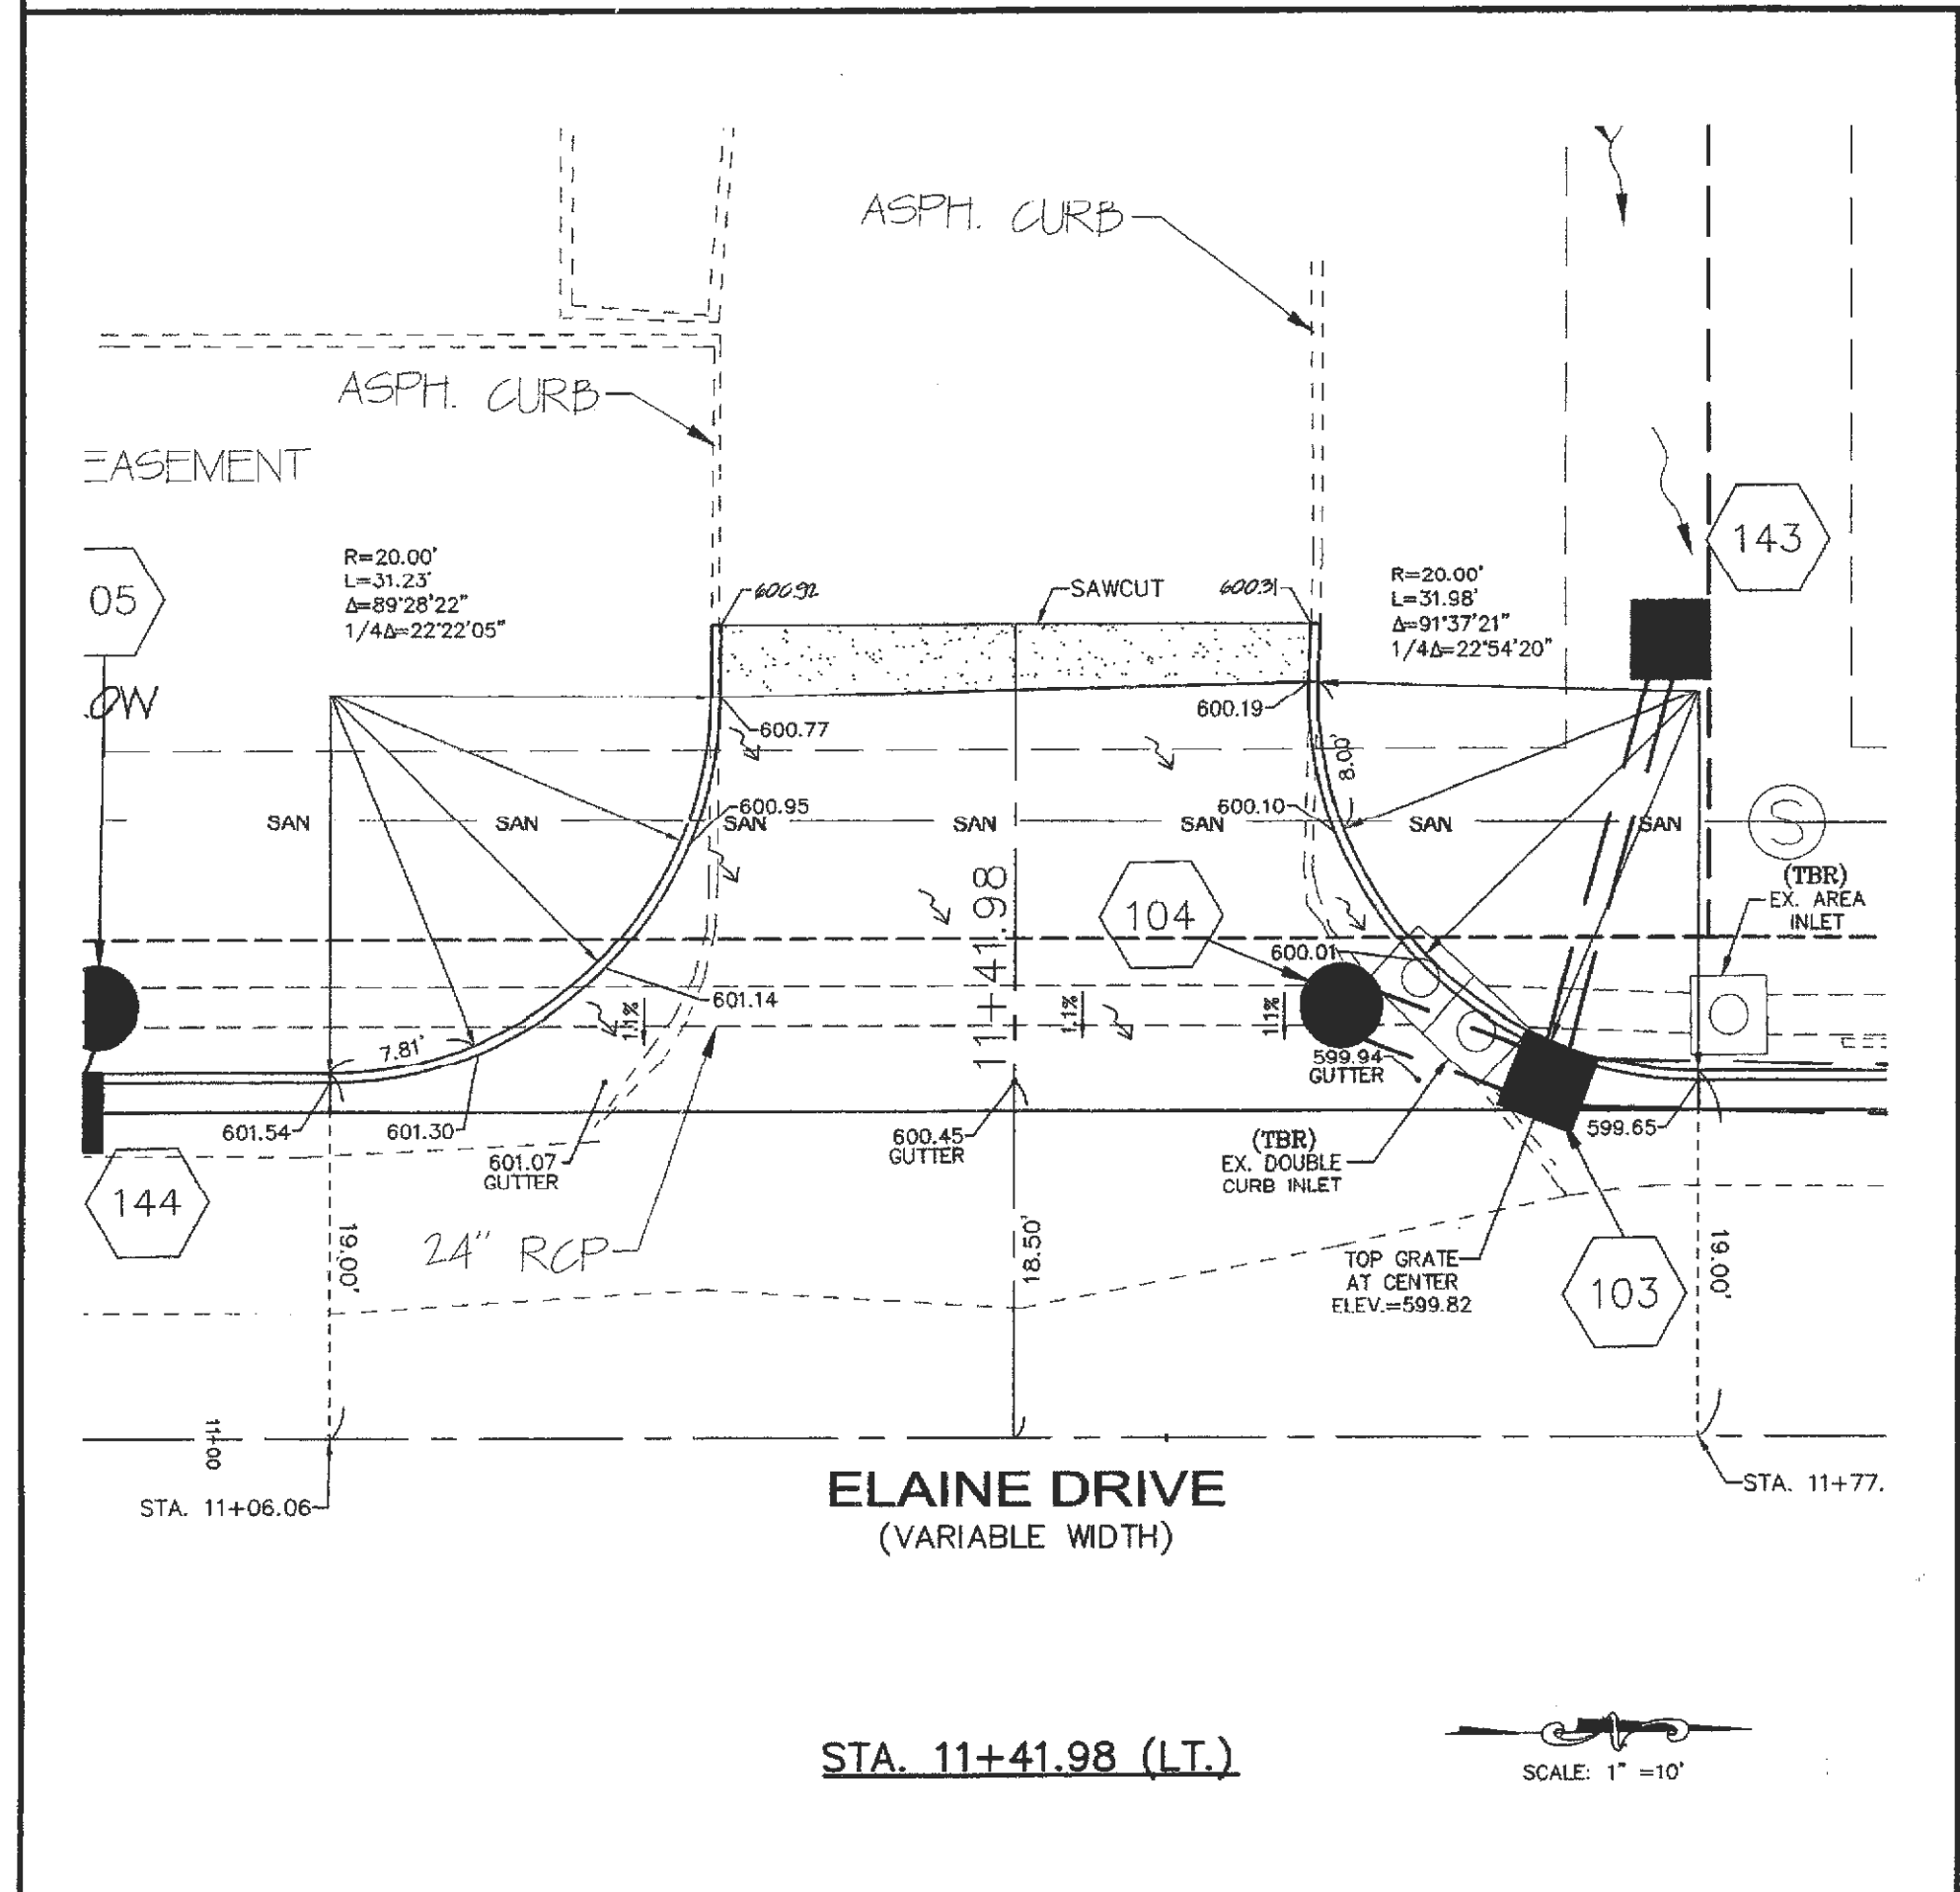 ASPH. CURB
ASPH. CURB
EASEMENT
R=20.00'
L=31.23'
Δ=89°28'22"
1/4Δ=22°22'05"
05
OW
SAWCUT
600.31
R=20.00'
L=31.98'
Δ=91°37'21"
1/4Δ=22°54'20"
143
600.77
600.19
8.00'
600.95
600.10
SAN
SAN
SAN
SAN
SAN
SAN
SAN
S
(TBR)
EX. AREA
INLET
104
11+41.98
600.01
601.14
1.1%
1.1%
1.1%
7.81'
599.94
GUTTER
601.54
601.30
601.07
GUTTER
600.45
GUTTER
(TBR)
EX. DOUBLE
CURB INLET
599.65
144
19.00'
24" RCP
18.50'
TOP GRATE
AT CENTER
ELEV.=599.82
103
19.00'
11+00
STA. 11+06.06
ELAINE DRIVE
(VARIABLE WIDTH)
STA. 11+77.
STA. 11+41.98 (LT.)
SCALE: 1" =10'